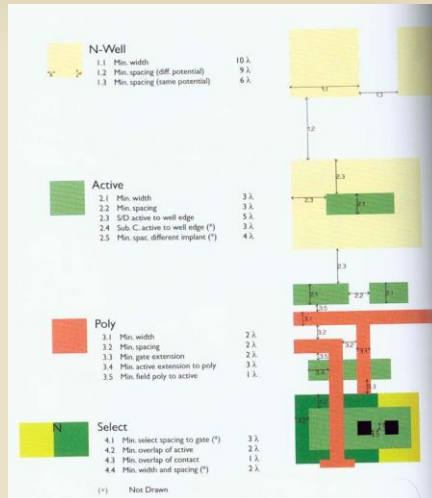 N-Well
1.1 Min. width 10 λ
1.2 Min. spacing (diff. potential) 9 λ
1.3 Min. spacing (same potential) 6 λ
1.1
1.3
1.2
Active
2.1 Min. width 3 λ
2.2 Min. spacing 3 λ
2.3 S/D active to well edge 5 λ
2.4 Sub. C. active to well edge (*) 3 λ
2.5 Min. spac. different implant (*) 4 λ
2.3
2.3
2.1
2.3
2.1
2.2
2.1
Poly
3.1 Min. width 2 λ
3.2 Min. spacing 2 λ
3.3 Min. gate extension 2 λ
3.4 Min. active extension to poly 3 λ
3.5 Min. field poly to active 1 λ
3.5
3.1
3.2
3.2
3.1
3.5
3.3
N
Select
4.1 Min. select spacing to gate (*) 3 λ
4.2 Min. overlap of active 2 λ
4.3 Min. overlap of contact 1 λ
4.4 Min. width and spacing (*) 2 λ
(*) Not Drawn